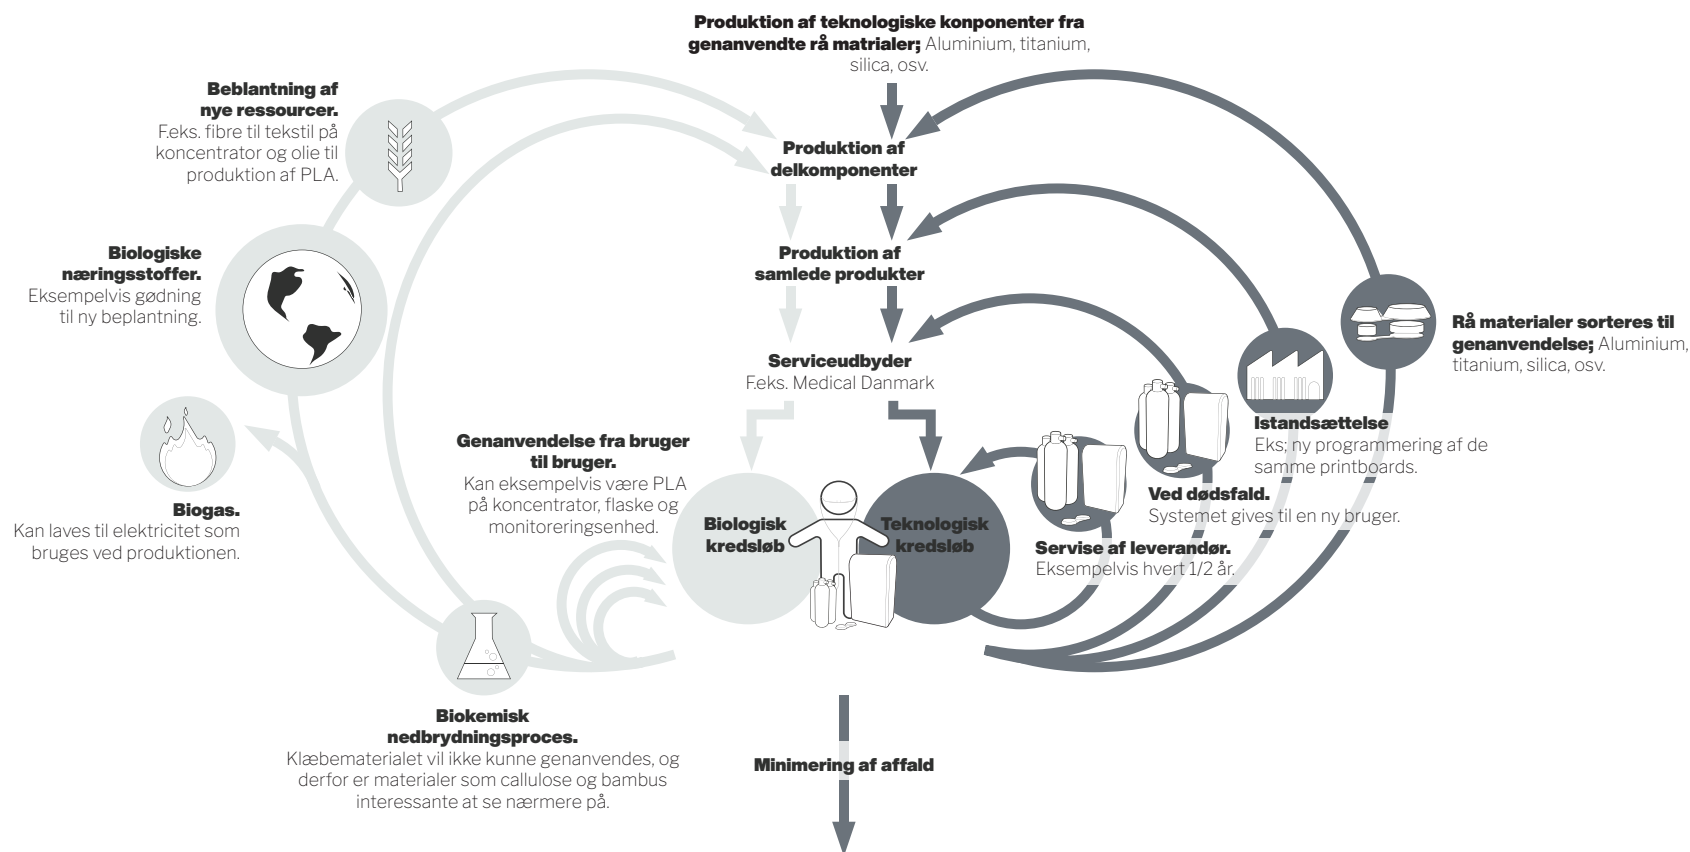 Produktion af teknologiske konponenter fra
genanvendte rå matrialer; Aluminium, titanium,
silica, osv.
Beblantning af
nye ressourcer.
F.eks. fibre til tekstil på
koncentrator og olie til
produktion af PLA.
Produktion af
delkomponenter
Biologiske
næringsstoffer.
Eksempelvis gødning
til ny beplantning.
Produktion af
samlede produkter
Rå materialer sorteres til
genanvendelse; Aluminium,
titanium, silica, osv.
Serviceudbyder
F.eks. Medical Danmark
Istandsættelse
Eks; ny programmering af de
samme printboards.
Genanvendelse fra bruger
til bruger.
Kan eksempelvis være PLA
på koncentrator, flaske og
monitoreringsenhed.
Ved dødsfald.
Systemet gives til en ny bruger.
Biogas.
Kan laves til elektricitet som
bruges ved produktionen.
Biologisk
kredsløb
Teknologisk
kredsløb
Servise af leverandør.
Eksempelvis hvert 1/2 år.
Biokemisk
nedbrydningsproces.
Klæbematerialet vil ikke kunne genanvendes, og
derfor er materialer som callulose og bambus
interessante at se nærmere på.
Minimering af affald